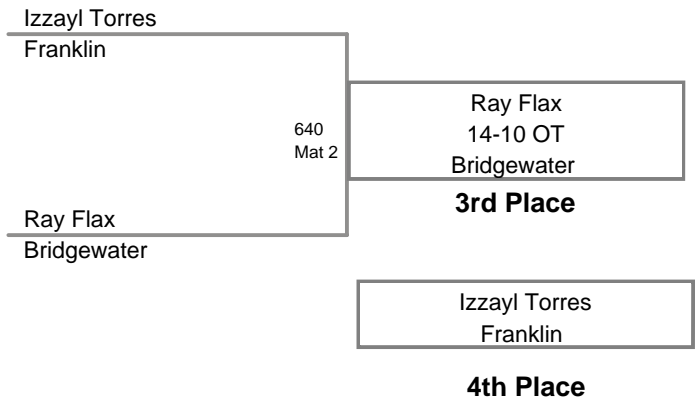 Izzayl Torres
Franklin
Ray Flax
14-10 OT
Bridgewater
640
Mat 2
3rd Place
Ray Flax
Bridgewater
Izzayl Torres
Franklin
4th Place